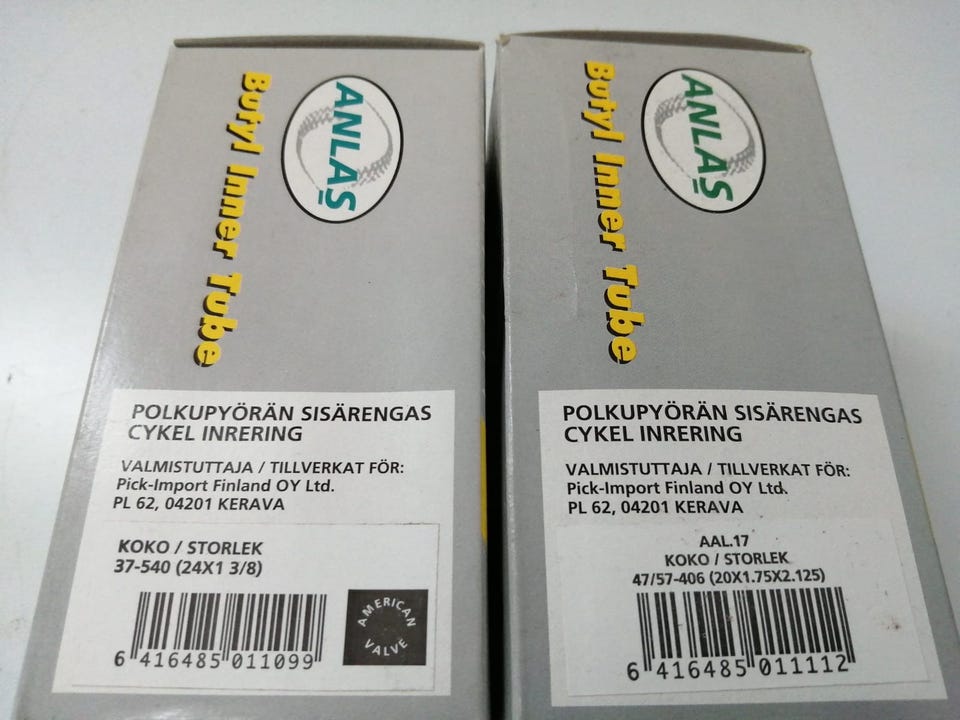 ANLAS
Butyl Inner Tube
POLKUPYÖRÄN SISÄRENGAS
CYKEL INRERING
VALMISTUTTAJA / TILLVERKAT FÖR:
Pick-Import Finland OY Ltd.
PL 62, 04201 KERAVA
KOKO / STORLEK
37-540 (24X1 3/8)
AMERICAN
VALVE
6 416485 011099
ANLAS
Butyl Inner Tube
POLKUPYÖRÄN SISÄRENGAS
CYKEL INRERING
VALMISTUTTAJA / TILLVERKAT FÖR:
Pick-Import Finland OY Ltd.
PL 62, 04201 KERAVA
AAL.17
KOKO / STORLEK
47/57-406 (20X1.75X2.125)
6 416485 011112